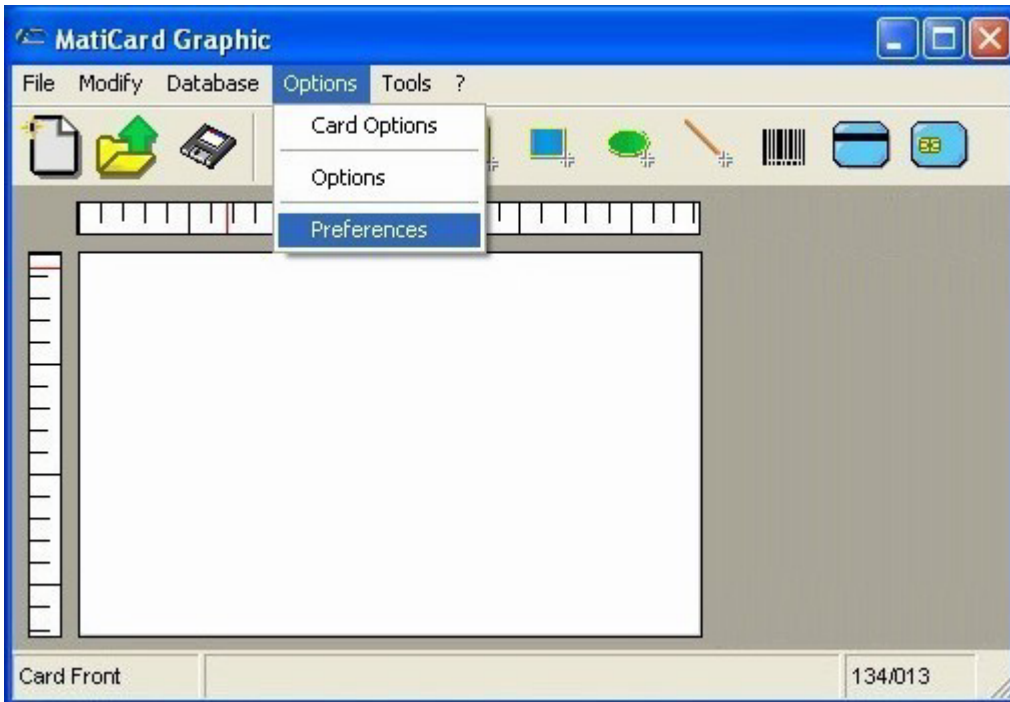 MatiCard Graphic
File Modify Database Options Tools ?
Card Options
Options
Preferences
Card Front
134/013